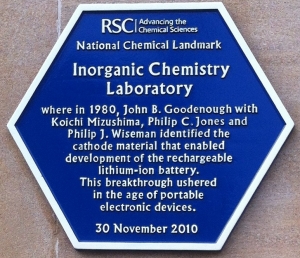 RSC | Advancing the
Chemical Sciences
National Chemical Landmark
Inorganic Chemistry
Laboratory
where in 1980, John B. Goodenough with
Koichi Mizushima, Philip C. Jones and
Philip J. Wiseman identified the
cathode material that enabled
development of the rechargeable
lithium-ion battery.
This breakthrough ushered
in the age of portable
electronic devices.
30 November 2010